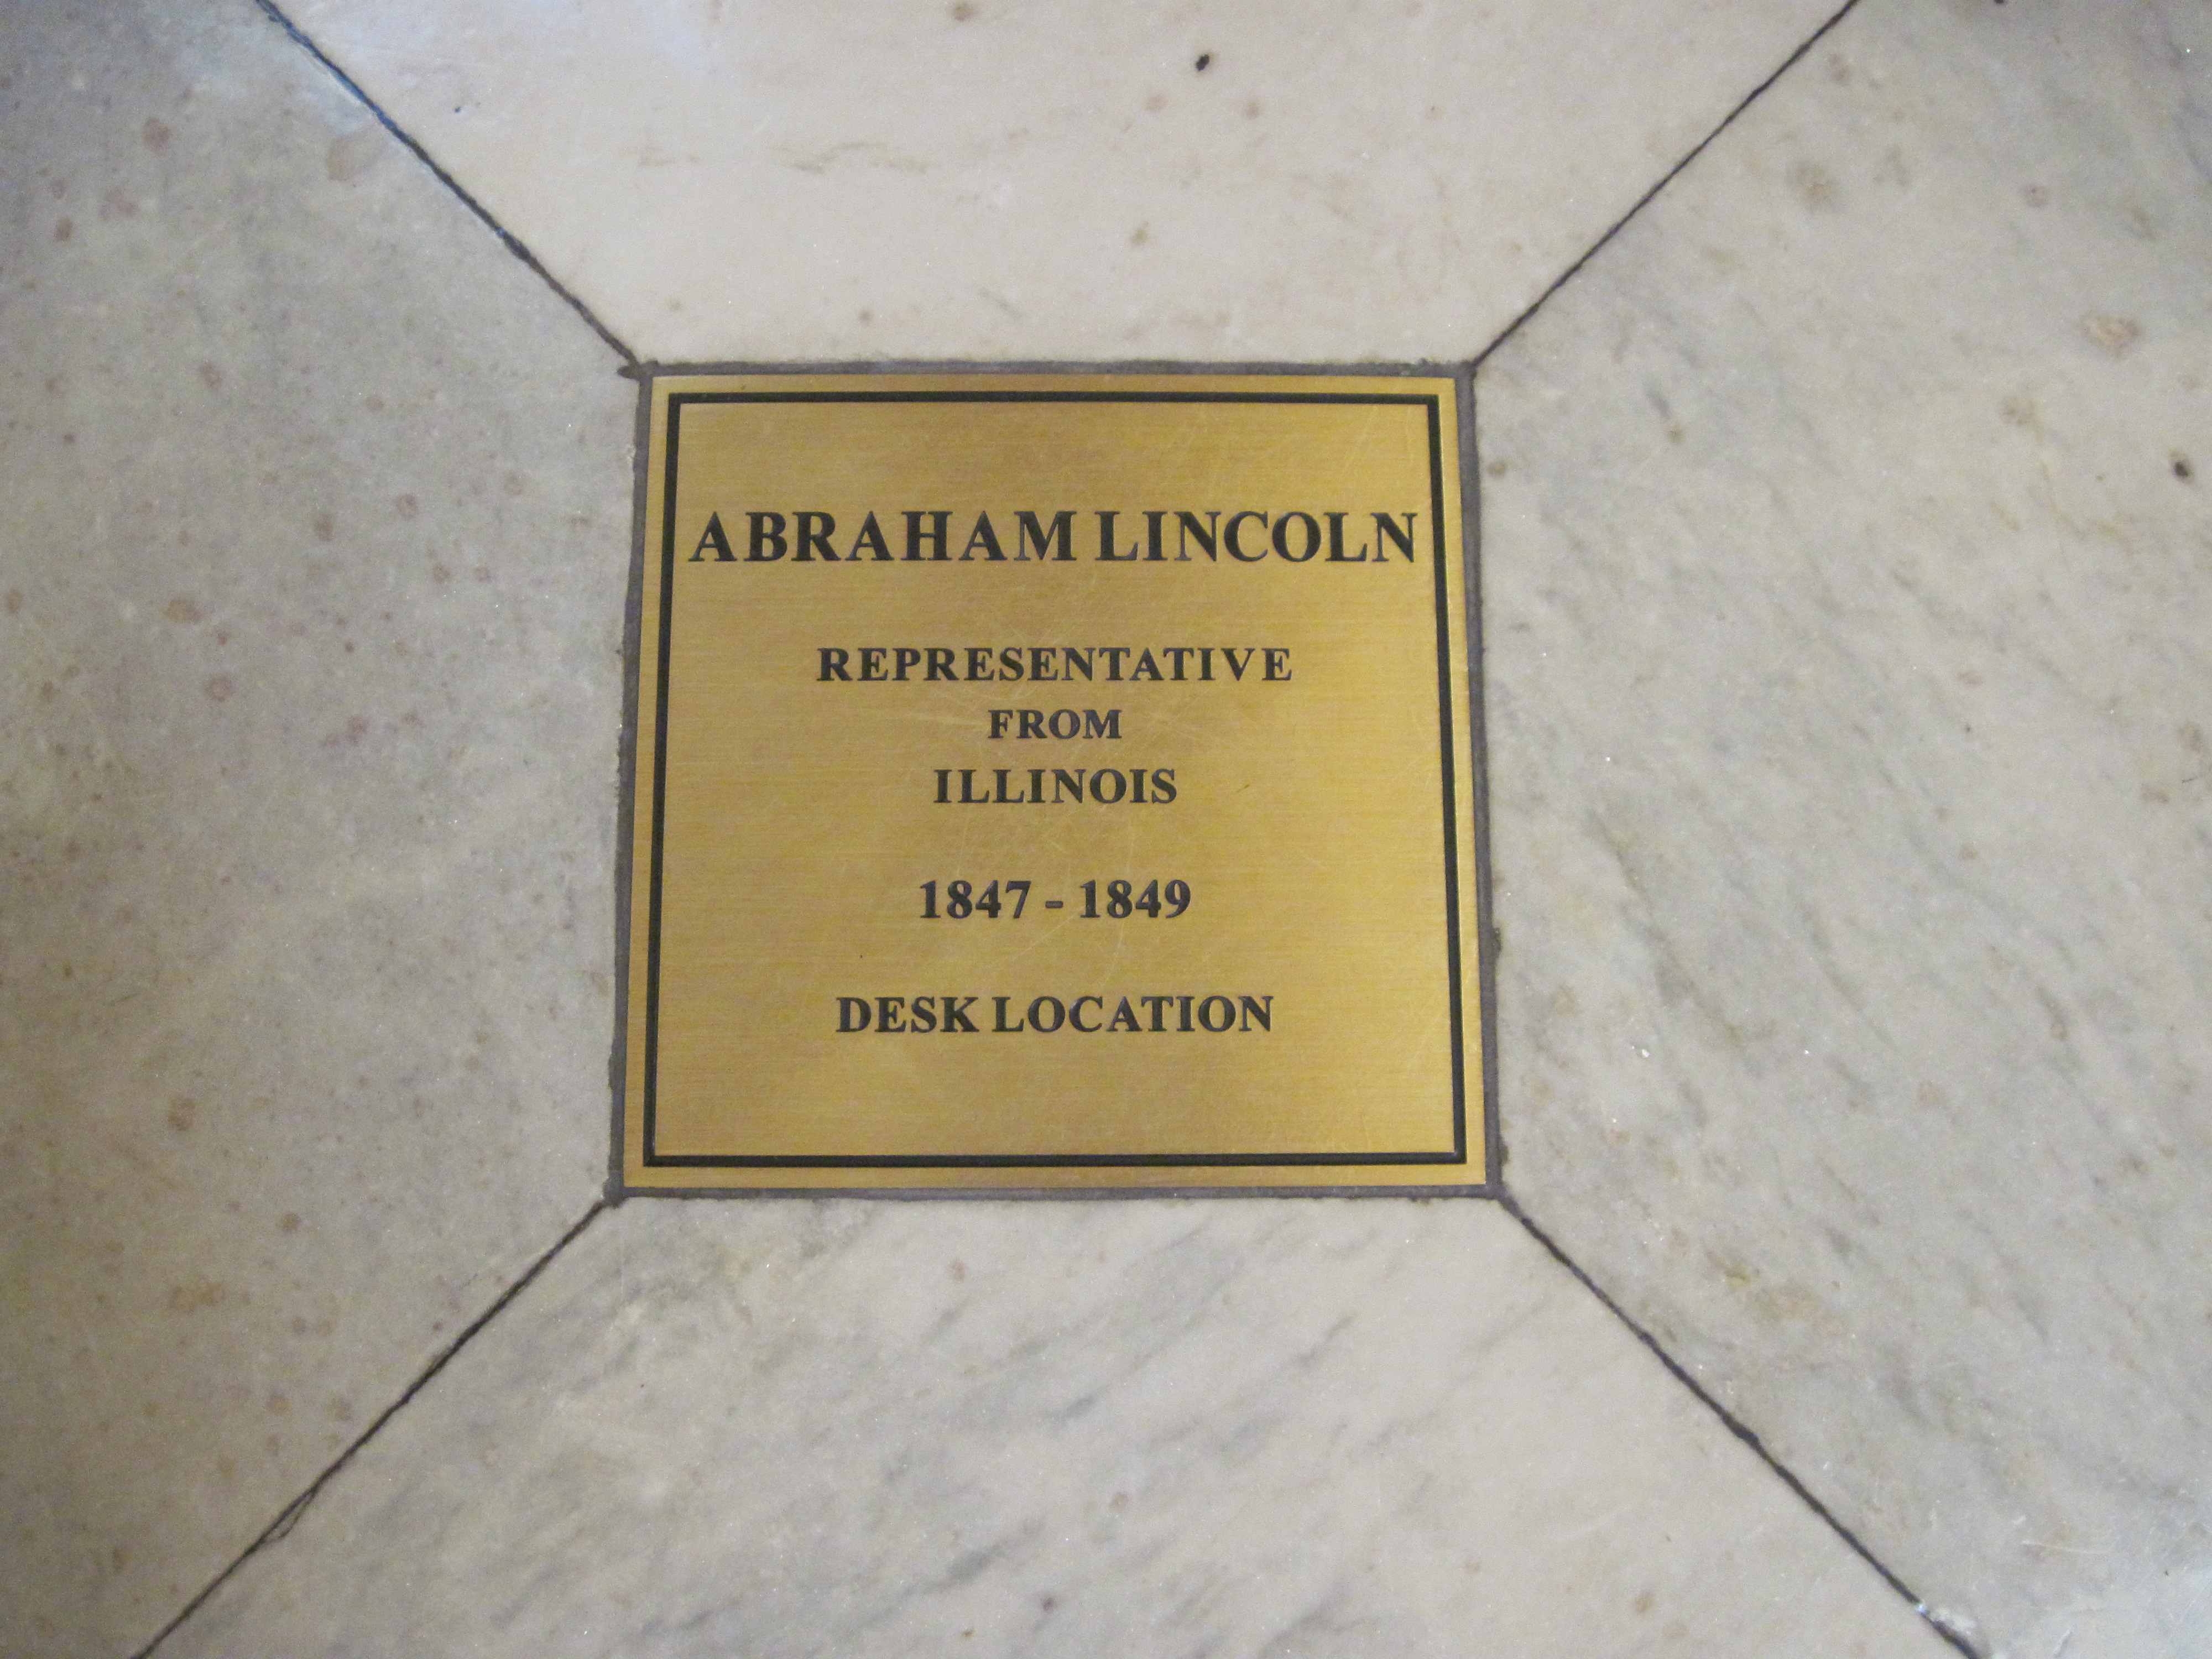 ABRAHAM LINCOLN
REPRESENTATIVE
FROM
ILLINOIS
1847 - 1849
DESK LOCATION